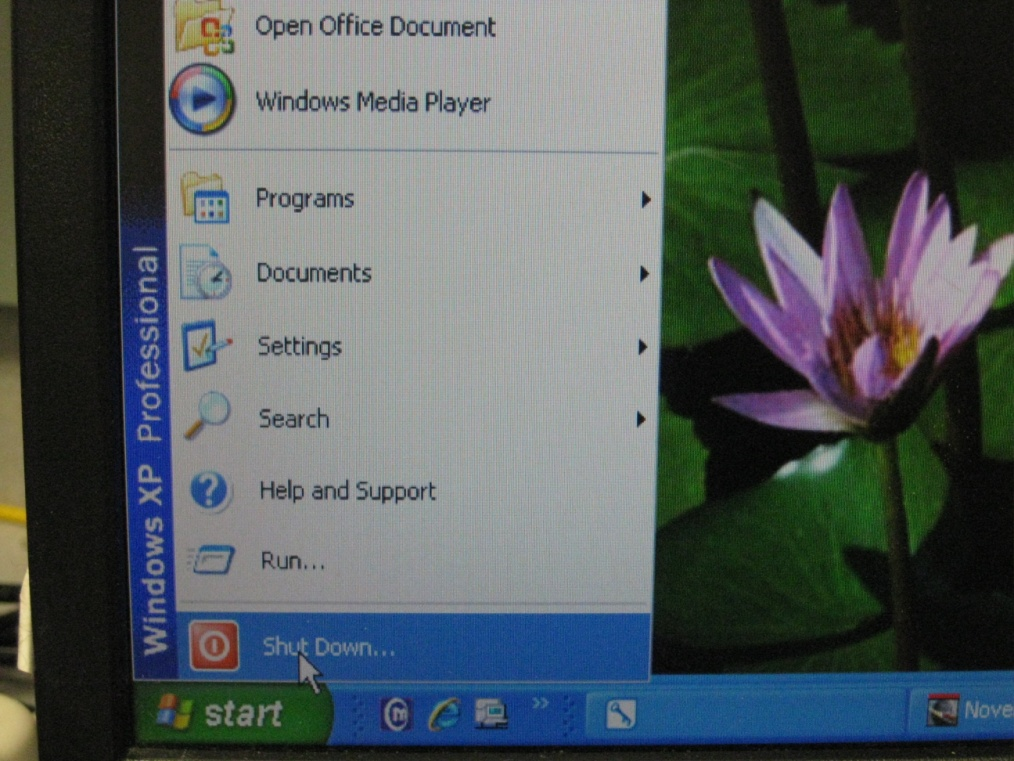 Open Office Document
Windows Media Player
Programs
Documents
Settings
Search
Help and Support
Run...
Shut Down...
Windows XP Professional
start
Nove